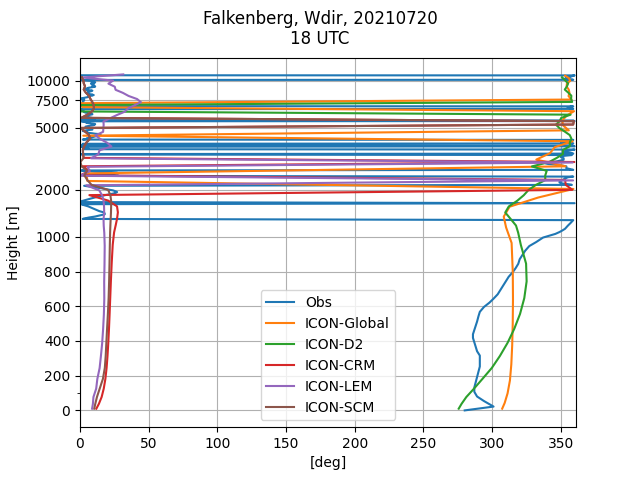 Falkenberg, Wdir, 20210720
18 UTC
10000
7500
5000
2000
1000
800
600
400
200
0
Height [m]
Obs
ICON-Global
ICON-D2
ICON-CRM
ICON-LEM
ICON-SCM
0 50 100 150 200 250 300 350
[deg]